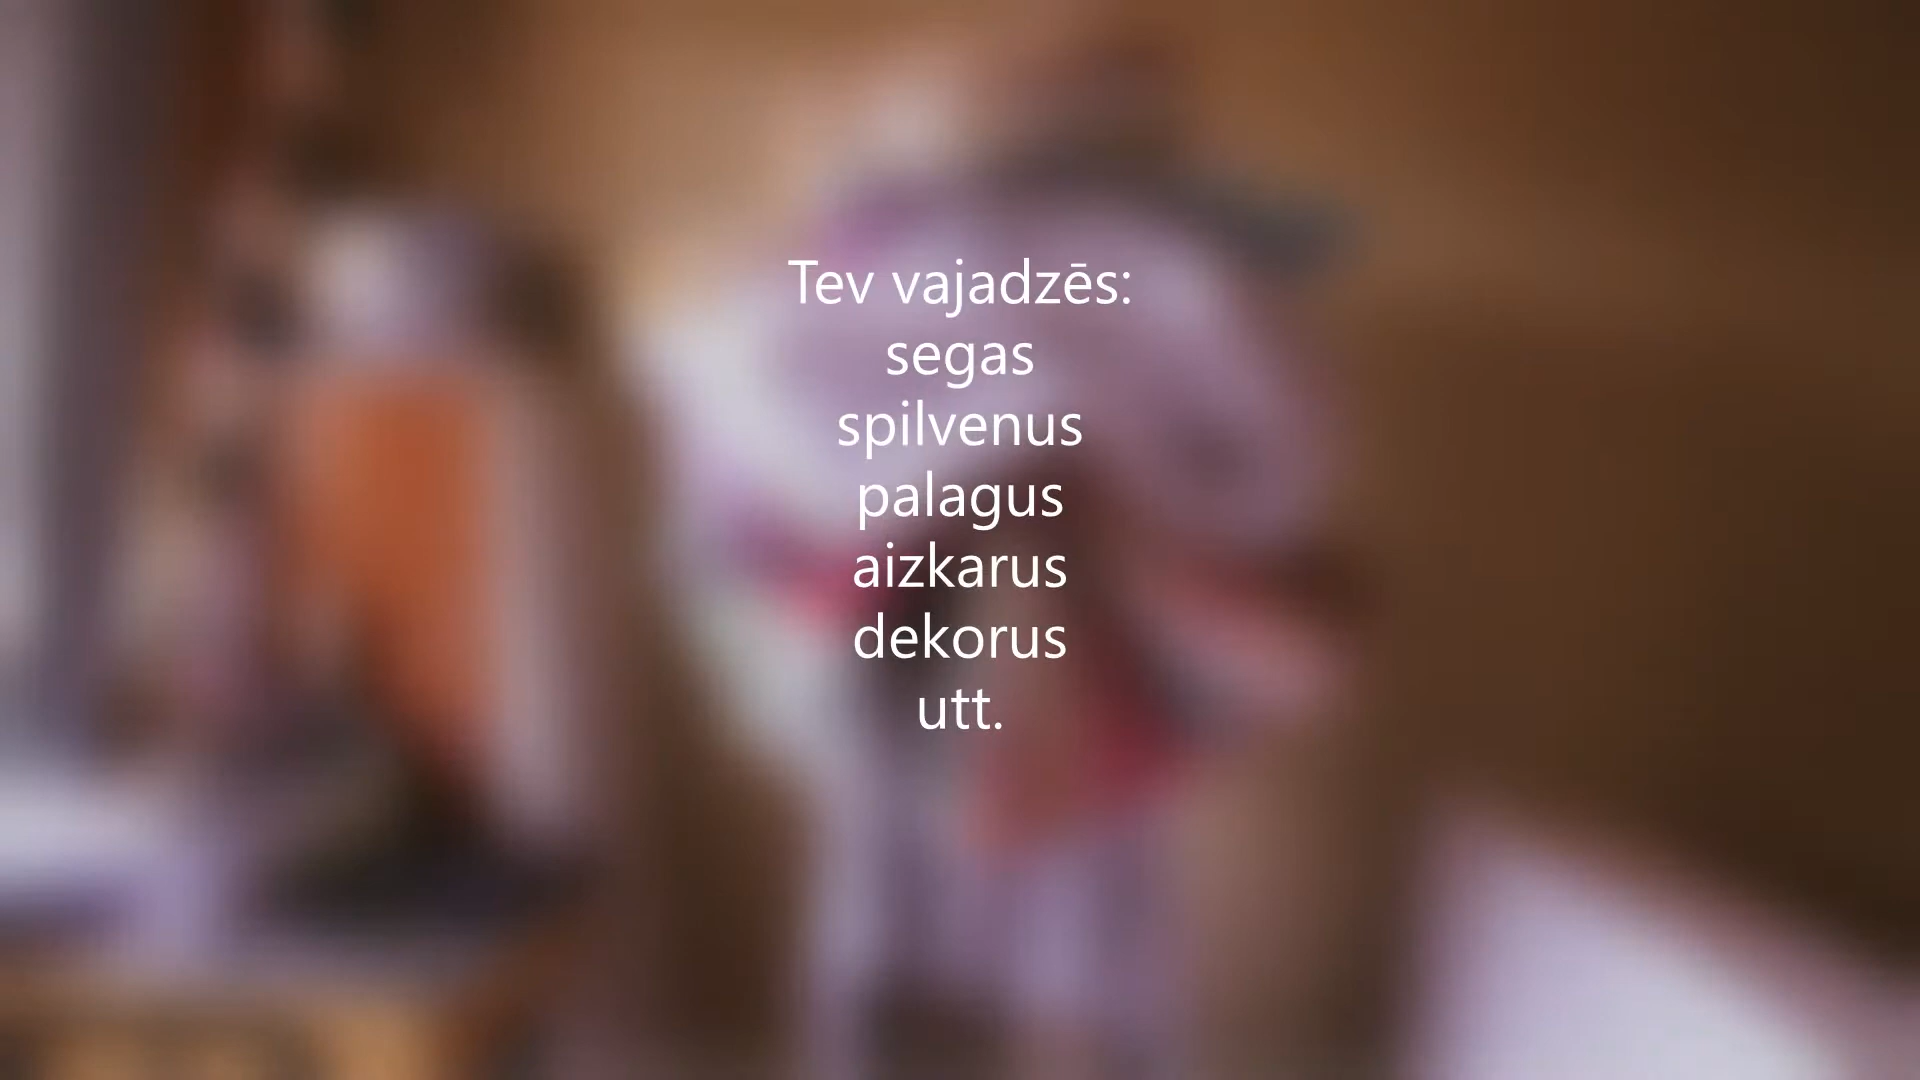 Tev vajadzēs:
segas
spilvenus
palagus
aizkarus
dekorus
utt.